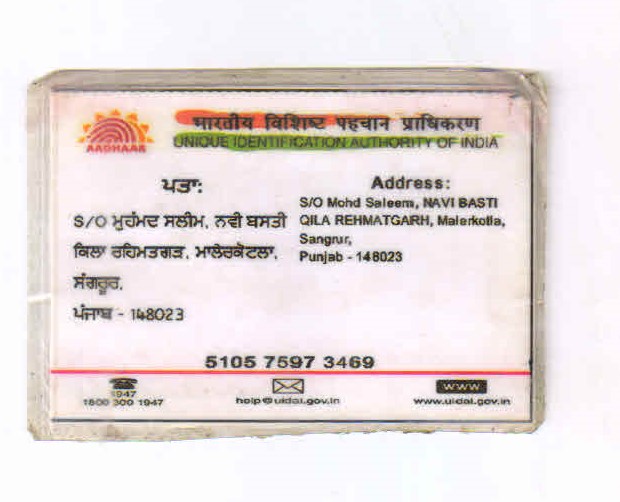 AADHAAR
भारतीय विशिष्ट पहचान प्राधिकरण
UNIQUE IDENTIFICATION AUTHORITY OF INDIA
ਪਤਾ:
S/O ਮੁਹੰਮਦ ਸਲੀਮ, ਨਵੀ ਬਸਤੀ
ਕਿਲਾ ਰਹਿਮਤਗੜ, ਮਾਲੇਰਕੋਟਲਾ,
ਸੰਗਰੂਰ,
ਪੰਜਾਬ - 148023
Address:
S/O Mohd Saleem, NAVI BASTI
QILA REHMATGARH, Malerkotla,
Sangrur,
Punjab - 148023
5105 7597 3469
1947
1800 300 1947
help@uidai.gov.in
www
www.uidai.gov.in